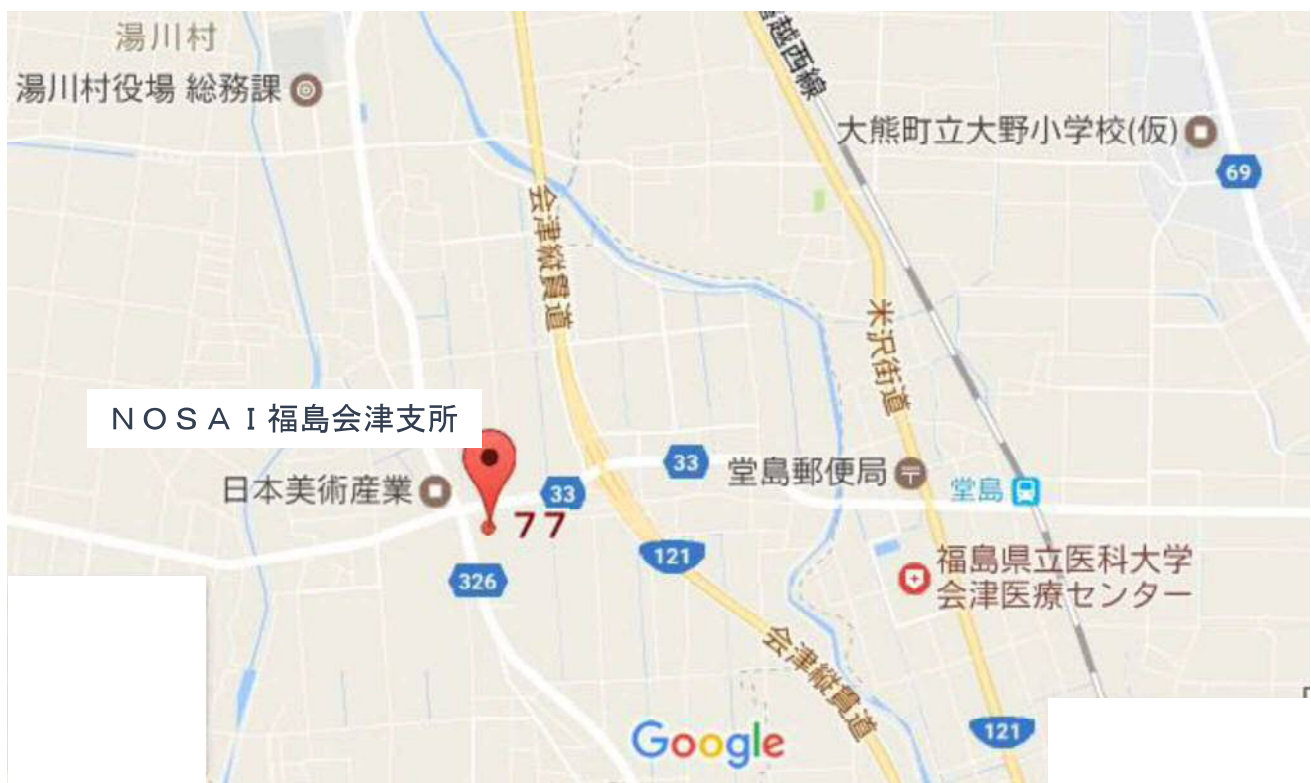 湯川村
湯川村役場 総務課
越西線
大熊町立大野小学校(仮)
69
会津縦貫道
米沢街道
NOSAI福島会津支所
日本美術産業
33
33
堂島郵便局
堂島
77
121
326
福島県立医科大学
会津医療センター
会津縦貫道
Google
121